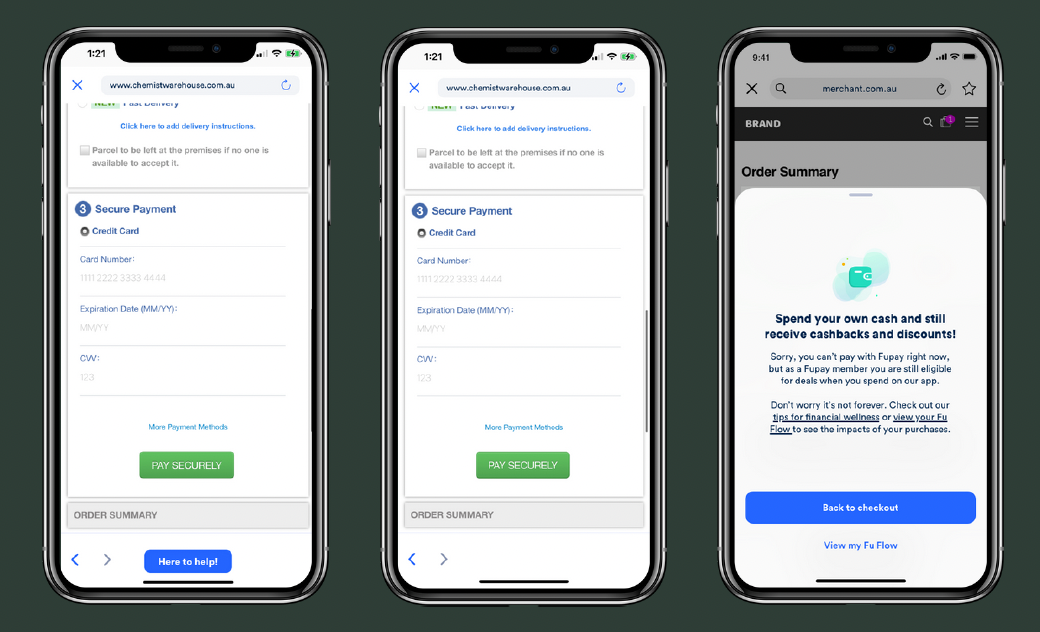 1:21
www.chemistwarehouse.com.au
NEW Fast Delivery
Click here to add delivery instructions.
Parcel to be left at the premises if no one is
available to accept it.
3 Secure Payment
Credit Card
Card Number:
1111 2222 3333 4444
Expiration Date (MM/YY):
MM/YY
CVV:
123
More Payment Methods
PAY SECURELY
ORDER SUMMARY
Here to help!
1:21
www.chemistwarehouse.com.au
NEW Fast Delivery
Click here to add delivery instructions.
Parcel to be left at the premises if no one is
available to accept it.
3 Secure Payment
Credit Card
Card Number:
1111 2222 3333 4444
Expiration Date (MM/YY):
MM/YY
CVV:
123
More Payment Methods
PAY SECURELY
ORDER SUMMARY
9:41
merchant.com.au
BRAND
1
Order Summary
Spend your own cash and still
receive cashbacks and discounts!
Sorry, you can't pay with Fupay right now,
but as a Fupay member you are still eligible
for deals when you spend on our app.
Don't worry it's not forever. Check out our
tips for financial wellness or view your Fu
Flow to see the impacts of your purchases.
Back to checkout
View my Fu Flow